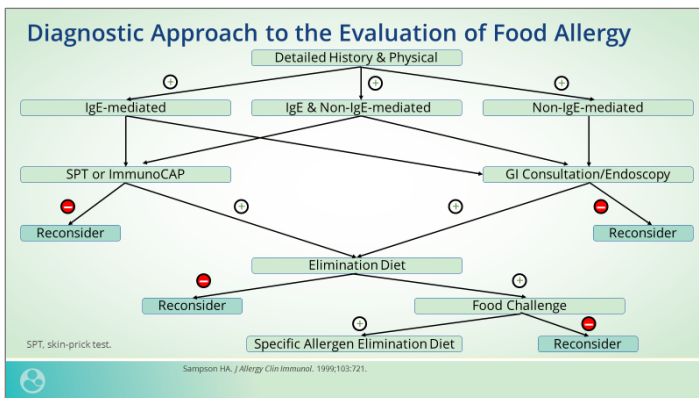 Diagnostic Approach to the Evaluation of Food Allergy
Detailed History & Physical
+ + +
IgE-mediated IgE & Non-IgE-mediated Non-IgE-mediated
SPT or ImmunoCAP GI Consultation/Endoscopy
− + + −
Reconsider Reconsider
Elimination Diet
− +
Reconsider Food Challenge
+ −
SPT, skin-prick test. Specific Allergen Elimination Diet Reconsider
Sampson HA. J Allergy Clin Immunol. 1999;103:721.